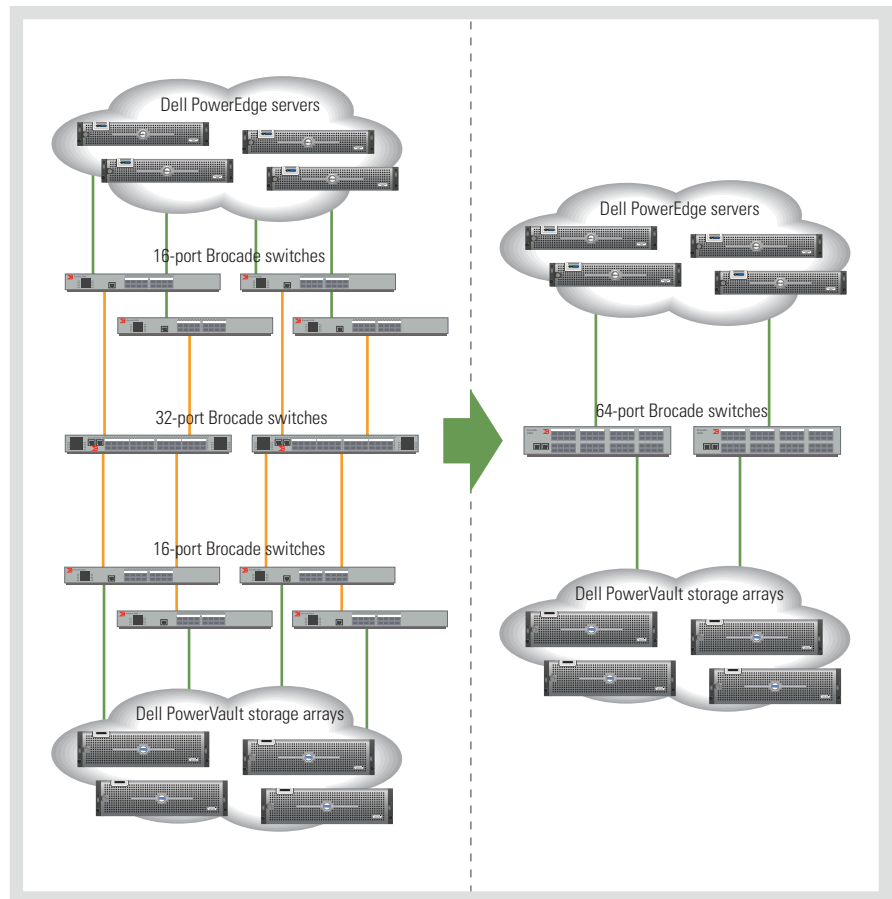 Dell PowerEdge servers
16-port Brocade switches
32-port Brocade switches
16-port Brocade switches
Dell PowerVault storage arrays
Dell PowerEdge servers
64-port Brocade switches
Dell PowerVault storage arrays